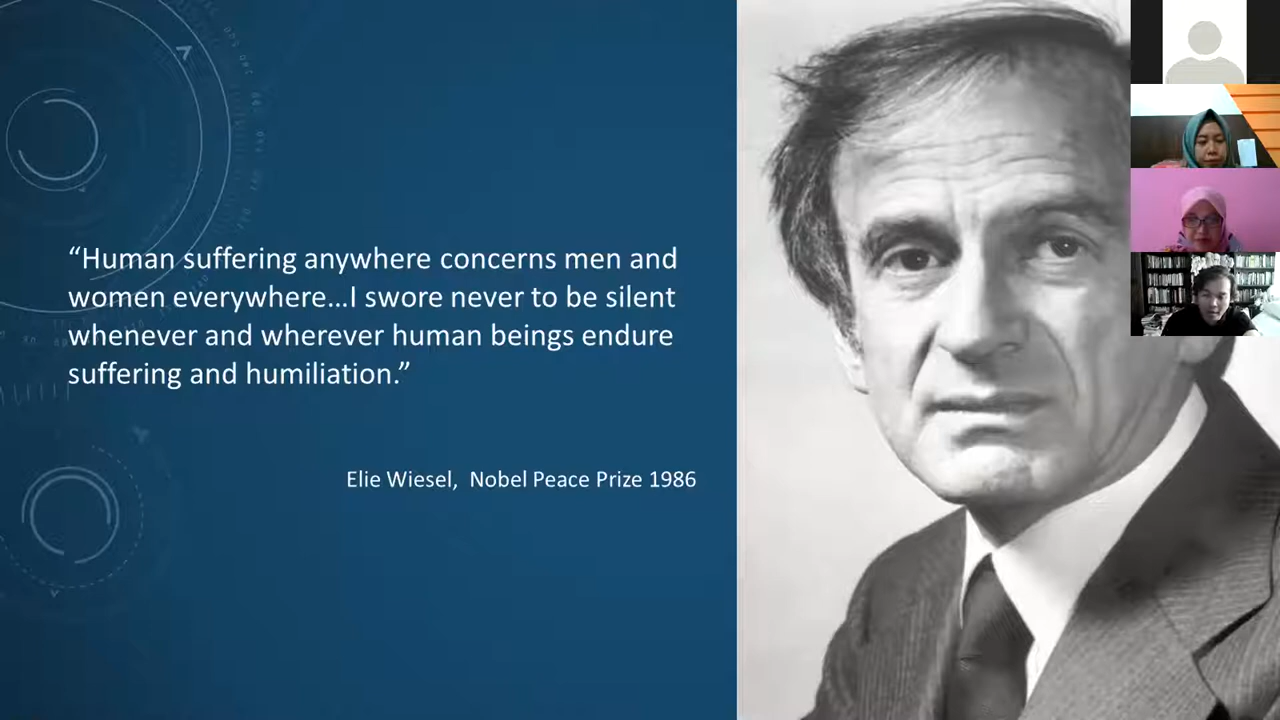 “Human suffering anywhere concerns men and
women everywhere...I swore never to be silent
whenever and wherever human beings endure
suffering and humiliation.”
Elie Wiesel,  Nobel Peace Prize 1986